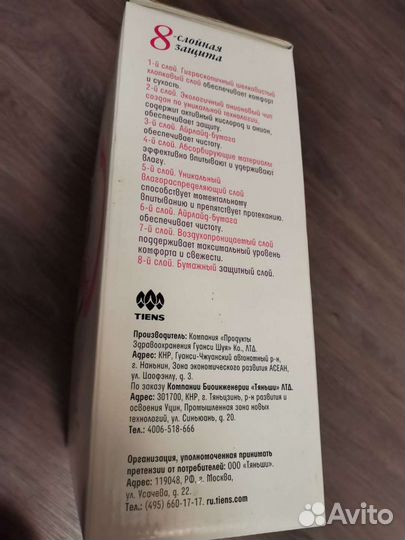 8-слойная
защита
1-й слой. Гигроскопичный шелковистый
хлопковый слой обеспечивает комфорт
и сухость.
2-й слой. Экологичный анионовый чип
создан по уникальной технологии,
содержит активный кислород и анион,
обеспечивает защиту.
3-й слой. Айрлайд-бумага
обеспечивает чистоту.
4-й слой. Абсорбирующие материалы
эффективно впитывают и удерживают
влагу.
5-й слой. Уникальный
влагораспределяющий слой
способствует моментальному
впитыванию и препятствует протеканию.
6-й слой. Айрлайд-бумага
обеспечивает чистоту.
7-й слой. Воздухопроницаемый слой
поддерживает максимальный уровень
комфорта и свежести.
8-й слой. Бумажный защитный слой.
TIENS
Производитель: Компания «Продукты
Здравоохранения Гуанси Шуя» Ко., ЛТД.
Адрес: КНР, Гуанси-Чжуанский автономный р-н,
г. Наньнин, Зона экономического развития АСЕАН,
ул. Шаофэнлу, д. 3.
По заказу Компании Биоинженерии «Тяньши» ЛТД.
Адрес: 301700, КНР, г. Тяньцзинь, р-н развития и
освоения Уцин, Промышленная зона новых
технологий, ул. Синьюань, д. 20.
Тел.: 4006-518-666
Организация, уполномоченная принимать
претензии от потребителей: ООО «Тяньши».
Адрес: 119048, РФ, г. Москва,
ул. Усачева, д. 22.
Тел.: (495) 660-17-17. ru.tiens.com
Avito